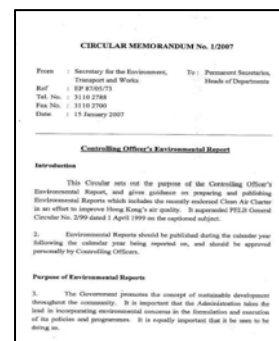 CIRCULAR MEMORANDUM No. 1/2007
From : Secretary for the Environment, To : Permanent Secretaries,
Transport and Works Heads of Departments
Ref : EP 87/03/73
Tel. No. : 3110 2788
Fax No. : 3110 2700
Date : 15 January 2007
Controlling Officer's Environmental Report
Introduction
This Circular sets out the purpose of the Controlling Officer's
Environmental Report, and gives guidance on preparing and publishing
Environmental Reports which includes the recently endorsed Clean Air Charter
in an effort to improve Hong Kong's air quality. It superseded PELB General
Circular No. 2/99 dated 1 April 1999 on the captioned subject.
2. Environmental Reports should be published during the calendar year
following the calendar year being reported on, and should be approved
personally by Controlling Officers.
Purpose of Environmental Reports
3. The Government promotes the concept of sustainable development
throughout the community. It is important that the Administration takes the
lead in incorporating environmental concerns in the formulation and execution
of its policies and programmes. It is equally important that it be seen to be
doing so.